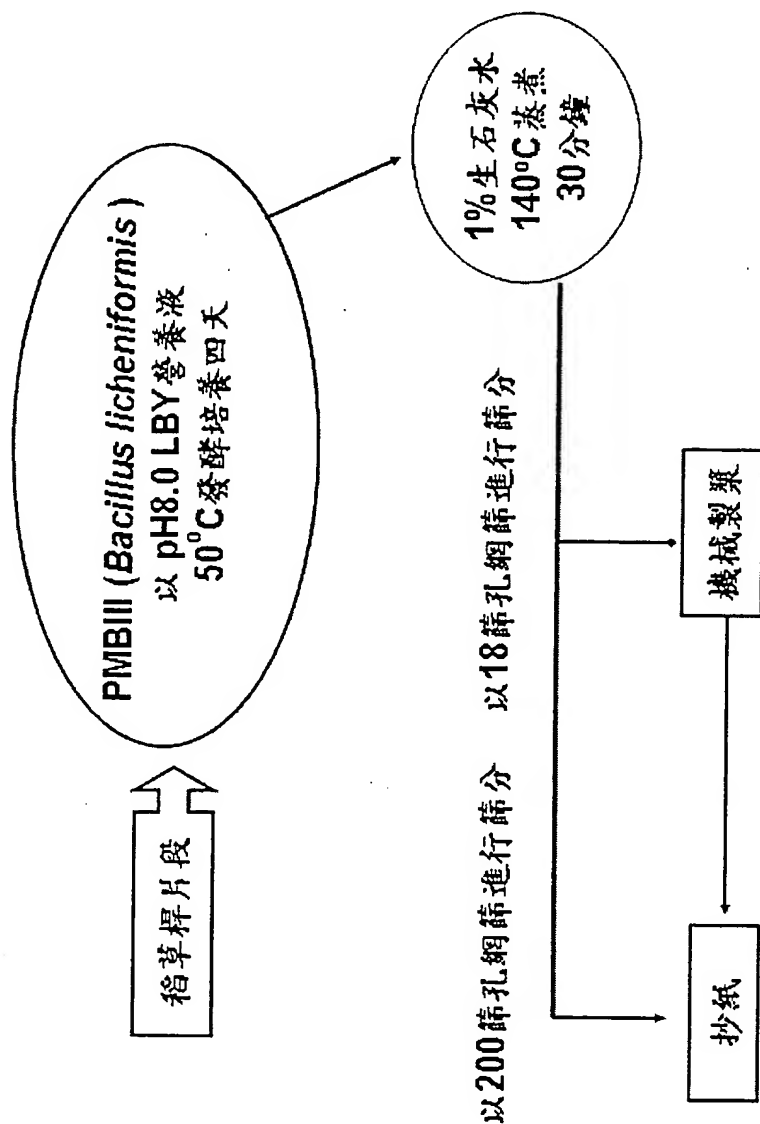 稻草桿片段
PMBIII (Bacillus licheniformis)
以 pH8.0 LBY營養液
50°C發酵培養四天
1%生石灰水
140°C蒸煮
30分鐘
以200篩孔網篩進行篩分
以18篩孔網篩進行篩分
機械製漿
抄紙